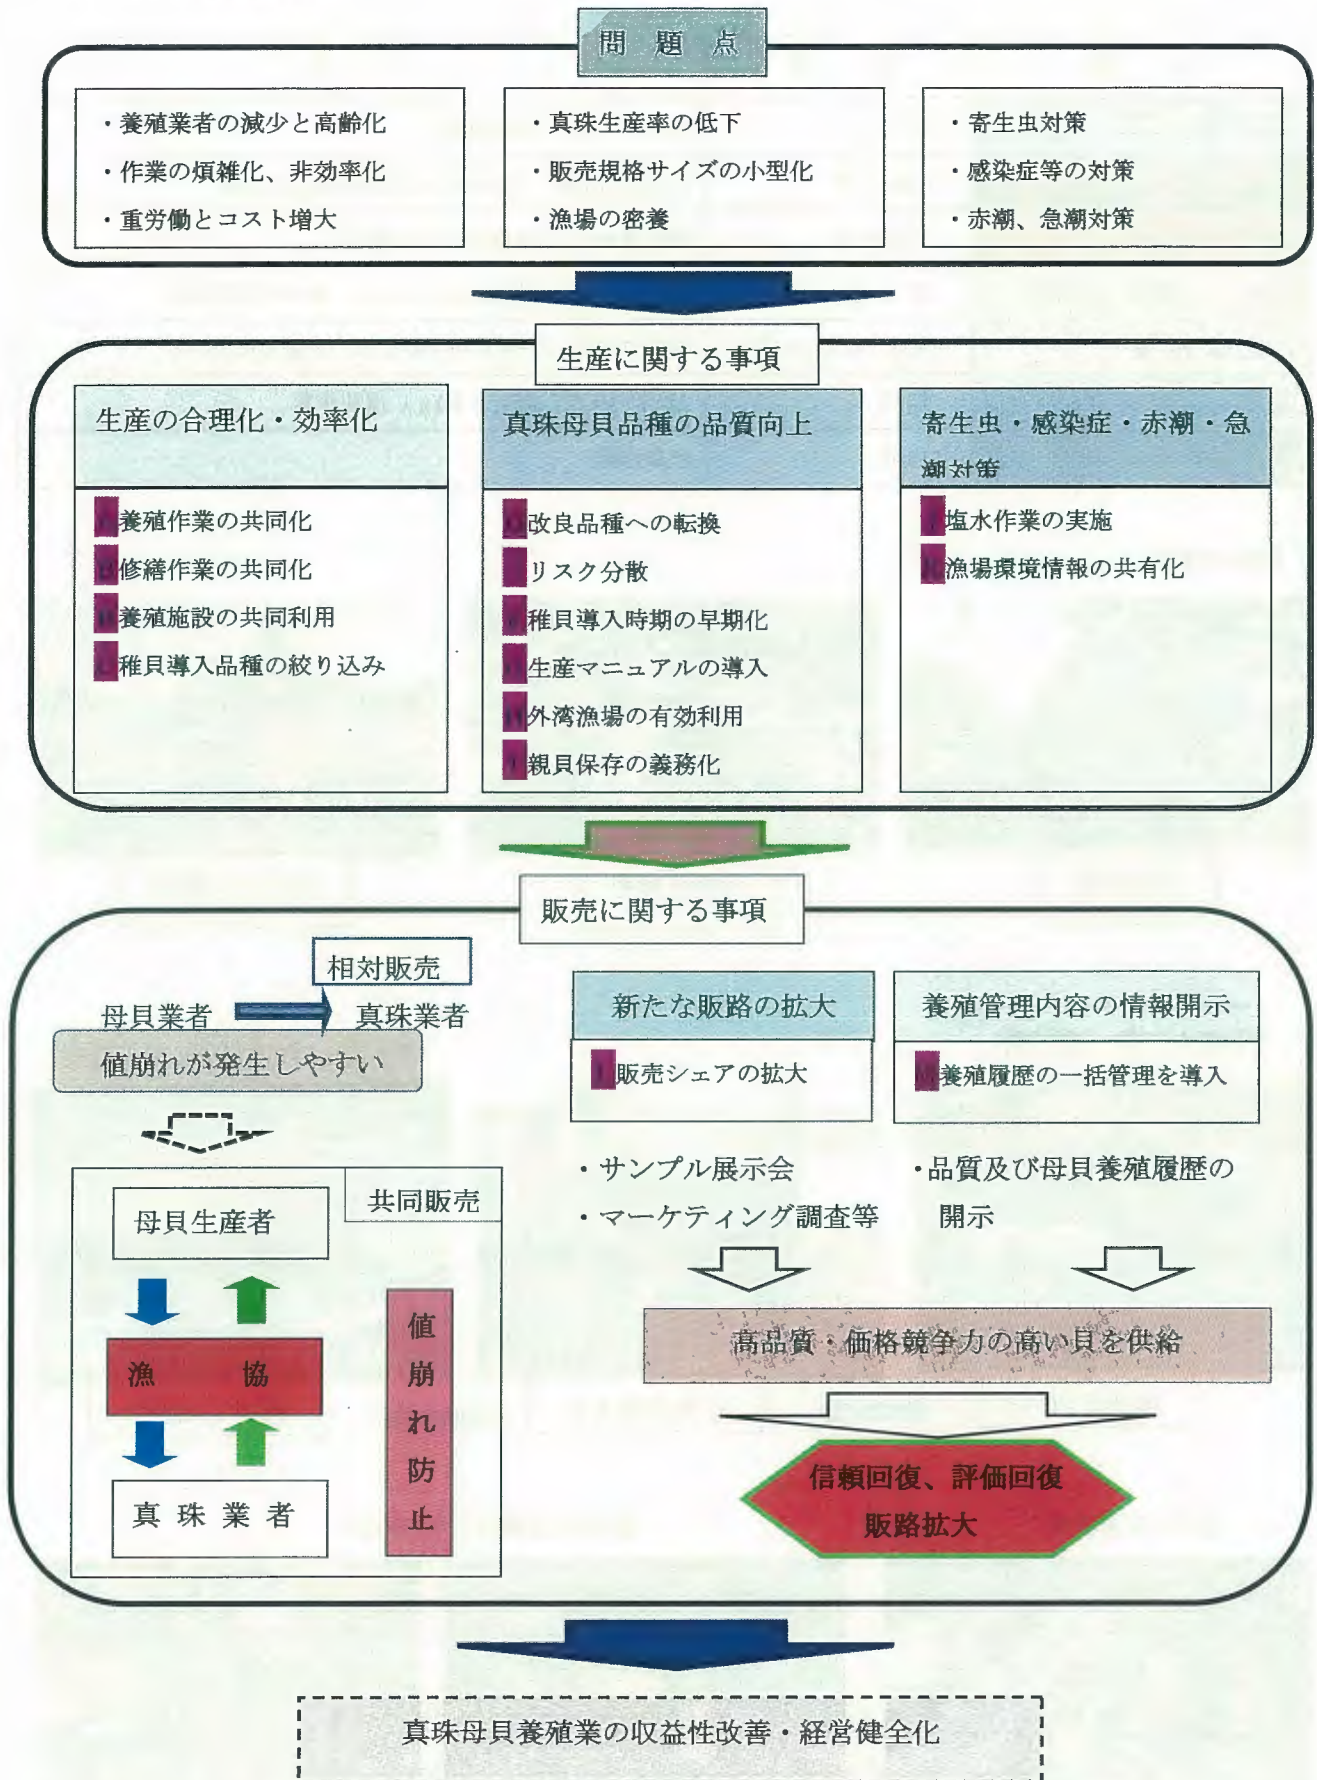 問題点
・養殖業者の減少と高齢化
・作業の煩雑化、非効率化
・重労働とコスト増大
・真珠生産率の低下
・販売規格サイズの小型化
・漁場の密養
・寄生虫対策
・感染症等の対策
・赤潮、急潮対策
生産に関する事項
生産の合理化・効率化
養殖作業の共同化
修繕作業の共同化
養殖施設の共同利用
稚貝導入品種の絞り込み
真珠母貝品種の品質向上
改良品種への転換
リスク分散
稚貝導入時期の早期化
生産マニュアルの導入
外湾漁場の有効利用
親貝保存の義務化
寄生虫・感染症・赤潮・急
潮対策
塩水作業の実施
漁場環境情報の共有化
販売に関する事項
相対販売
母貝業者 真珠業者
値崩れが発生しやすい
共同販売
母貝生産者
漁協
真珠業者
値崩れ防止
新たな販路の拡大
販売シェアの拡大
・サンプル展示会
・マーケティング調査等
養殖管理内容の情報開示
養殖履歴の一括管理を導入
・品質及び母貝養殖履歴の
開示
高品質・価格競争力の高い貝を供給
信頼回復、評価回復
販路拡大
真珠母貝養殖業の収益性改善・経営健全化